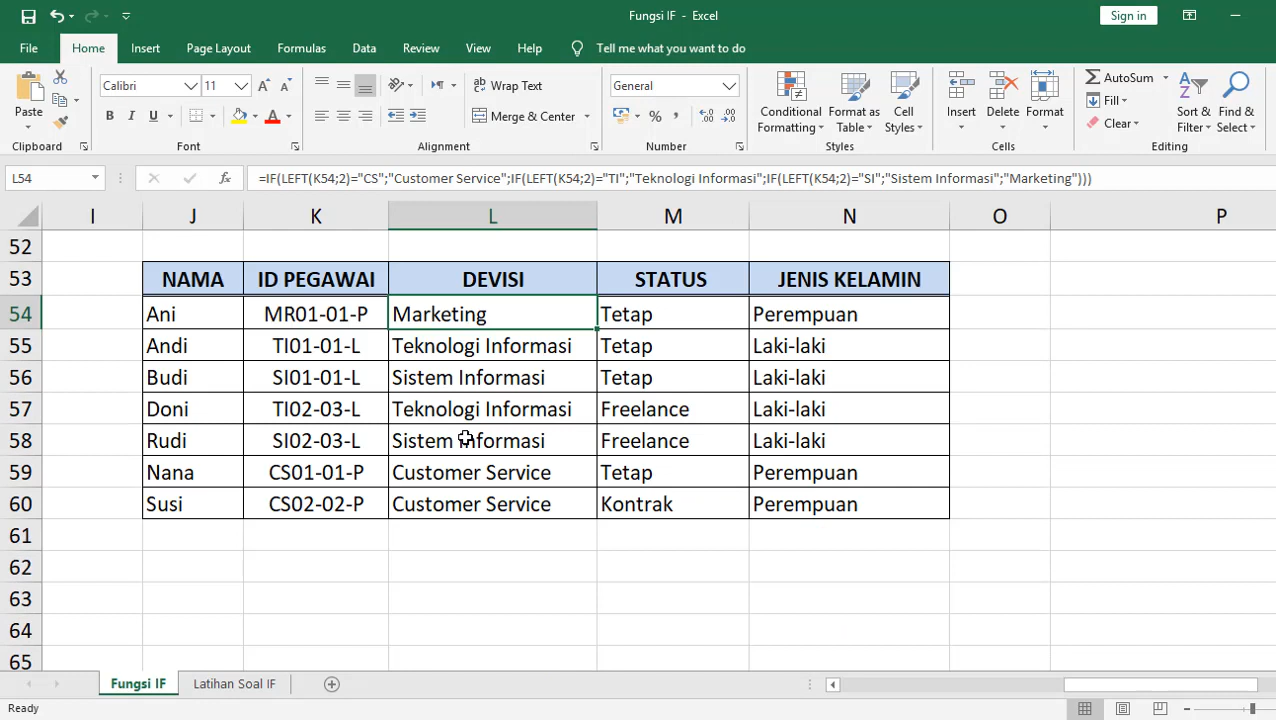 Fungsi IF - Excel
Sign in
File Home Insert Page Layout Formulas Data Review View Help Tell me what you want to do
Paste
Clipboard
Calibri 11
B I U A
Font
Wrap Text
Merge & Center
Alignment
General
% ,
Number
Conditional Formatting
Format as Table
Cell Styles
Styles
Insert
Delete
Format
Cells
AutoSum
Fill
Clear
Sort & Filter
Find & Select
Editing
L54 fx =IF(LEFT(K54;2)="CS";"Customer Service";IF(LEFT(K54;2)="TI";"Teknologi Informasi";IF(LEFT(K54;2)="SI";"Sistem Informasi";"Marketing")))
I J K L M N O P
52
53 NAMA ID PEGAWAI DEVISI STATUS JENIS KELAMIN
54 Ani MR01-01-P Marketing Tetap Perempuan
55 Andi TI01-01-L Teknologi Informasi Tetap Laki-laki
56 Budi SI01-01-L Sistem Informasi Tetap Laki-laki
57 Doni TI02-03-L Teknologi Informasi Freelance Laki-laki
58 Rudi SI02-03-L Sistem Informasi Freelance Laki-laki
59 Nana CS01-01-P Customer Service Tetap Perempuan
60 Susi CS02-02-P Customer Service Kontrak Perempuan
61
62
63
64
65
Fungsi IF Latihan Soal IF
Ready